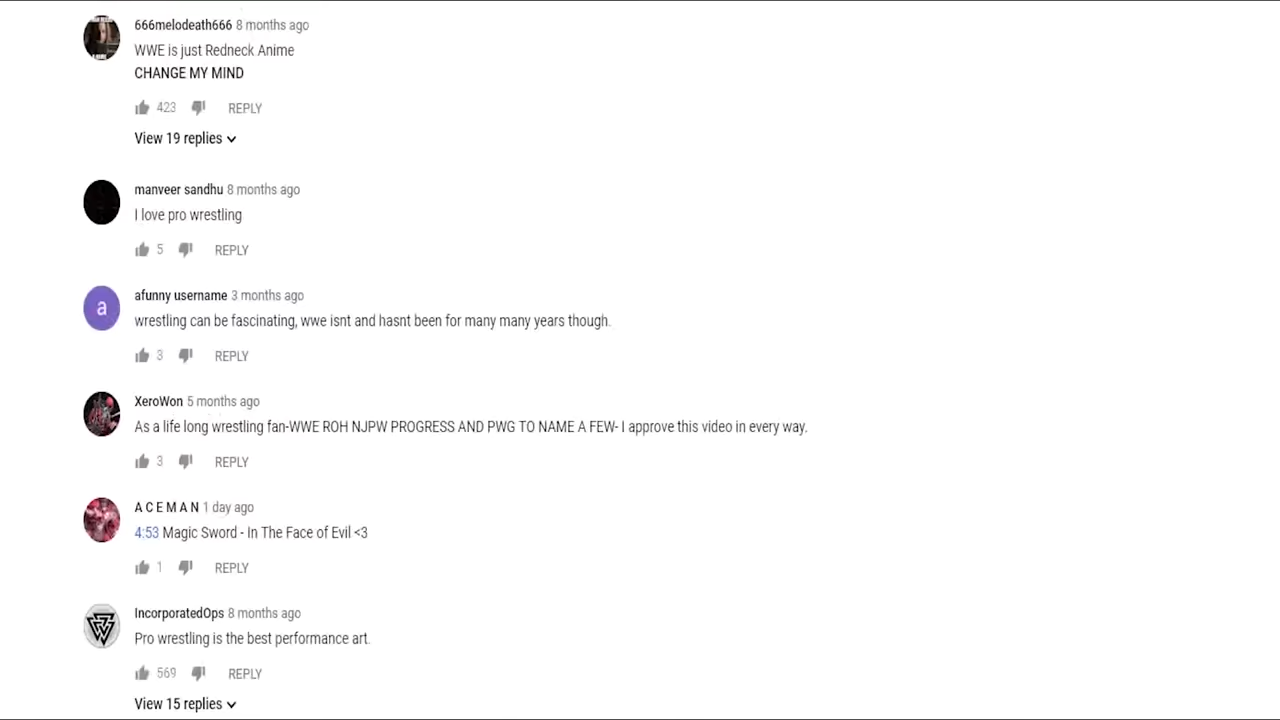 666melodeath666 8 months ago
WWE is just Redneck Anime
CHANGE MY MIND
423 REPLY
View 19 replies
manveer sandhu 8 months ago
I love pro wrestling
5 REPLY
a
afunny username 3 months ago
wrestling can be fascinating, wwe isnt and hasnt been for many many years though.
3 REPLY
XeroWon 5 months ago
As a life long wrestling fan-WWE ROH NJPW PROGRESS AND PWG TO NAME A FEW- I approve this video in every way.
3 REPLY
A C E M A N 1 day ago
4:53 Magic Sword - In The Face of Evil <3
1 REPLY
IncorporatedOps 8 months ago
Pro wrestling is the best performance art.
569 REPLY
View 15 replies